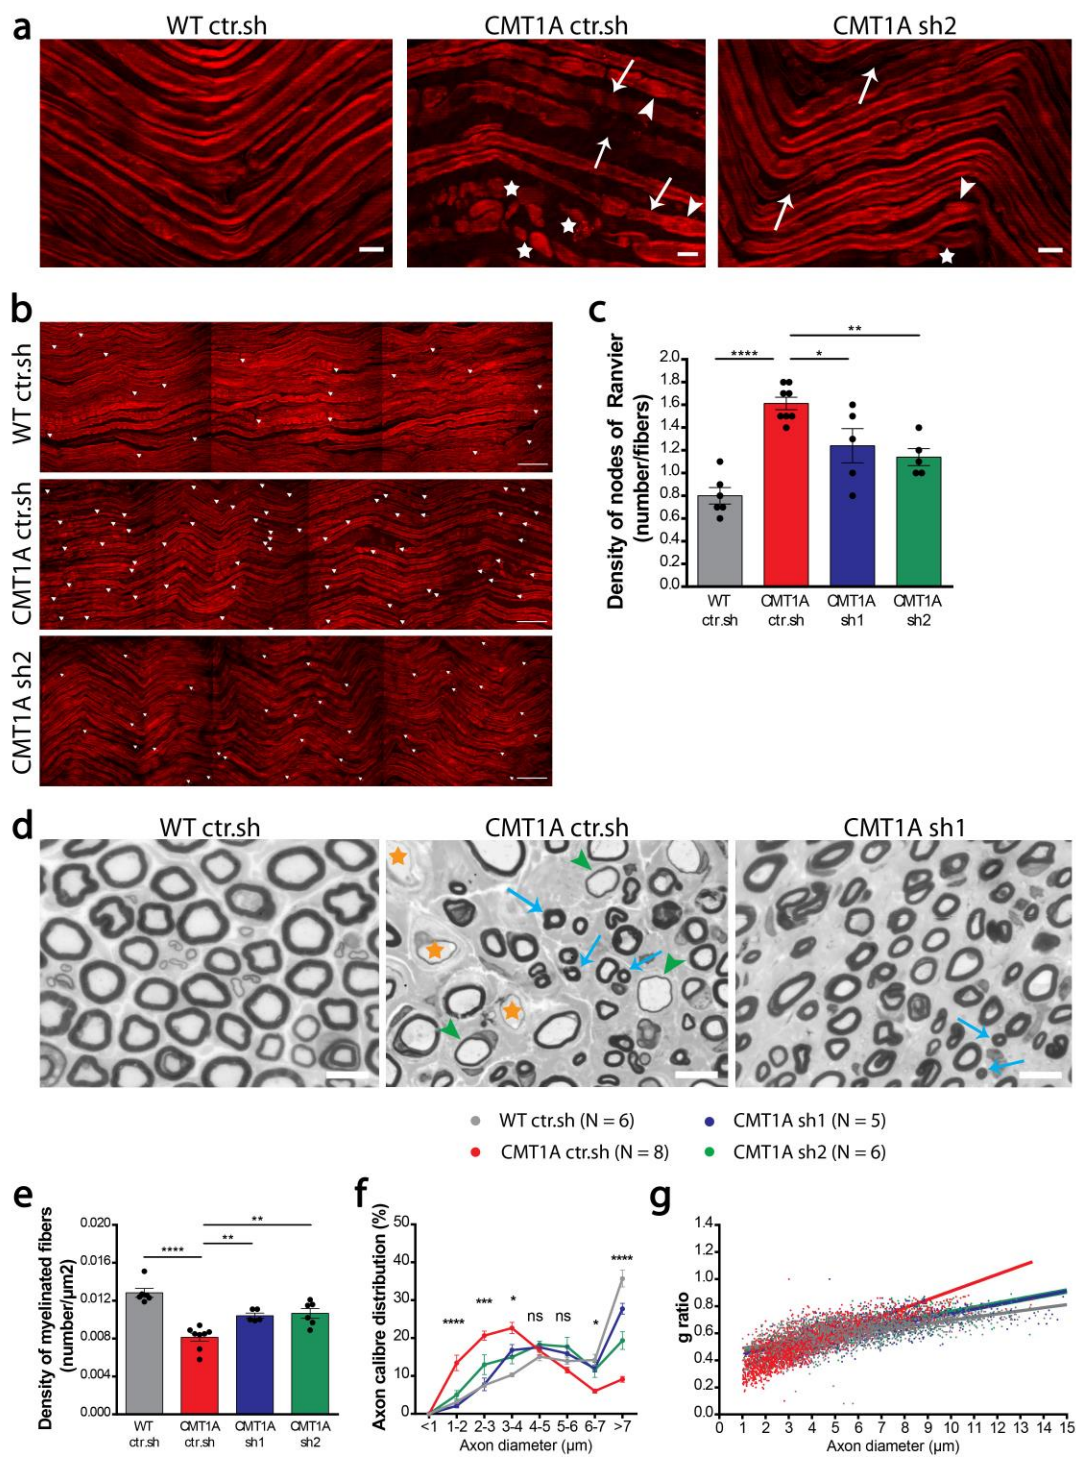 a
WT ctr.sh
CMT1A ctr.sh
CMT1A sh2
b
WT ctr.sh
CMT1A ctr.sh
CMT1A sh2
c
Density of nodes of Ranvier
(number/fibers)
**
**** *
2.0
1.8
1.6
1.4
1.2
1.0
0.8
0.6
0.4
0.2
0.0
WT CMT1A CMT1A CMT1A
ctr.sh ctr.sh sh1 sh2
d
WT ctr.sh
CMT1A ctr.sh
CMT1A sh1
WT ctr.sh (N = 6) CMT1A sh1 (N = 5)
CMT1A ctr.sh (N = 8) CMT1A sh2 (N = 6)
e
Density of myelinated fibers
(number/µm2)
**
**
****
0.020
0.016
0.012
0.008
0.004
0.000
WT CMT1A CMT1A CMT1A
ctr.sh ctr.sh sh1 sh2
f
Axon calibre distribution (%)
50
40
30
20
10
0
**** *** * ns ns * ****
<1 1-2 2-3 3-4 4-5 5-6 6-7 >7
Axon diameter (µm)
g
g ratio
1.4
1.2
1.0
0.8
0.6
0.4
0.2
0.0
0 1 2 3 4 5 6 7 8 9 10 11 12 13 14 15
Axon diameter (µm)